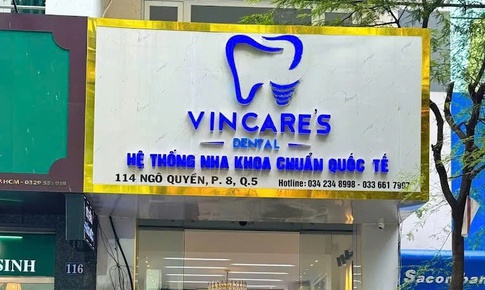 VINCARE'S
DENTAL
HỆ THỐNG NHA KHOA CHUẨN QUỐC TẾ
114 NGÔ QUYỀN, P. 8, Q.5
Hotline: 034 234 8998 - 033 661
SINH
116
Sacombank